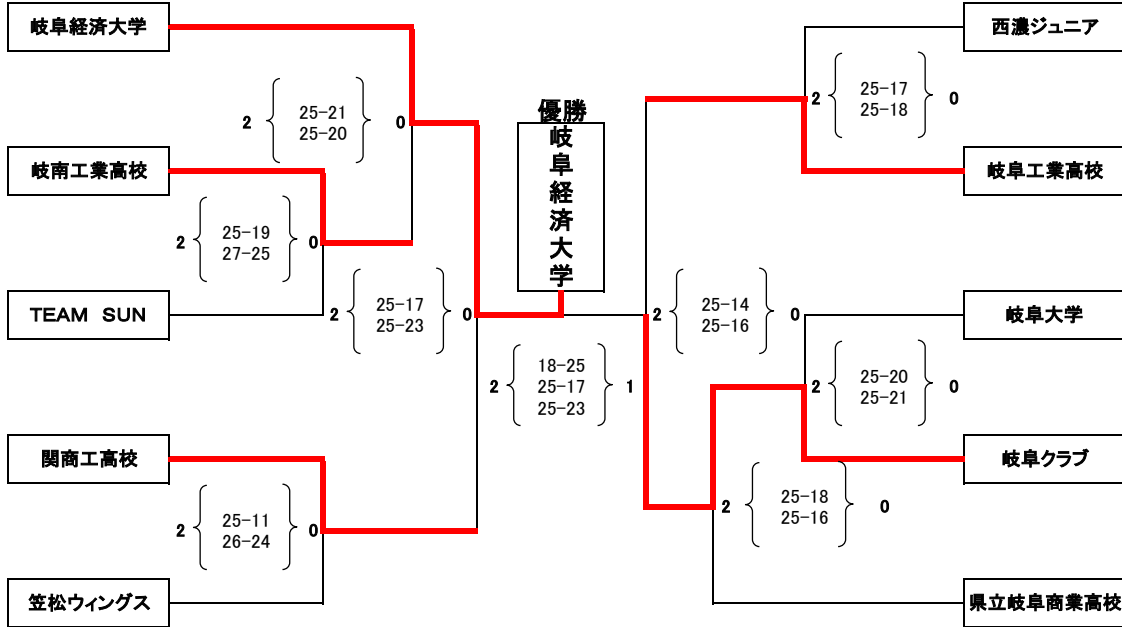 岐阜経済大学
西濃ジュニア
2 25-17 0
25-18
2 25-21 0
25-20
優勝
岐阜経済大学
岐南工業高校
岐阜工業高校
2 25-19 0
27-25
TEAM SUN
2 25-17 0
25-23
2 25-14 0
25-16
岐阜大学
18-25
2 25-17 1
25-23
2 25-20 0
25-21
関商工高校
岐阜クラブ
2 25-11 0
26-24
2 25-18 0
25-16
笠松ウィングス
県立岐阜商業高校